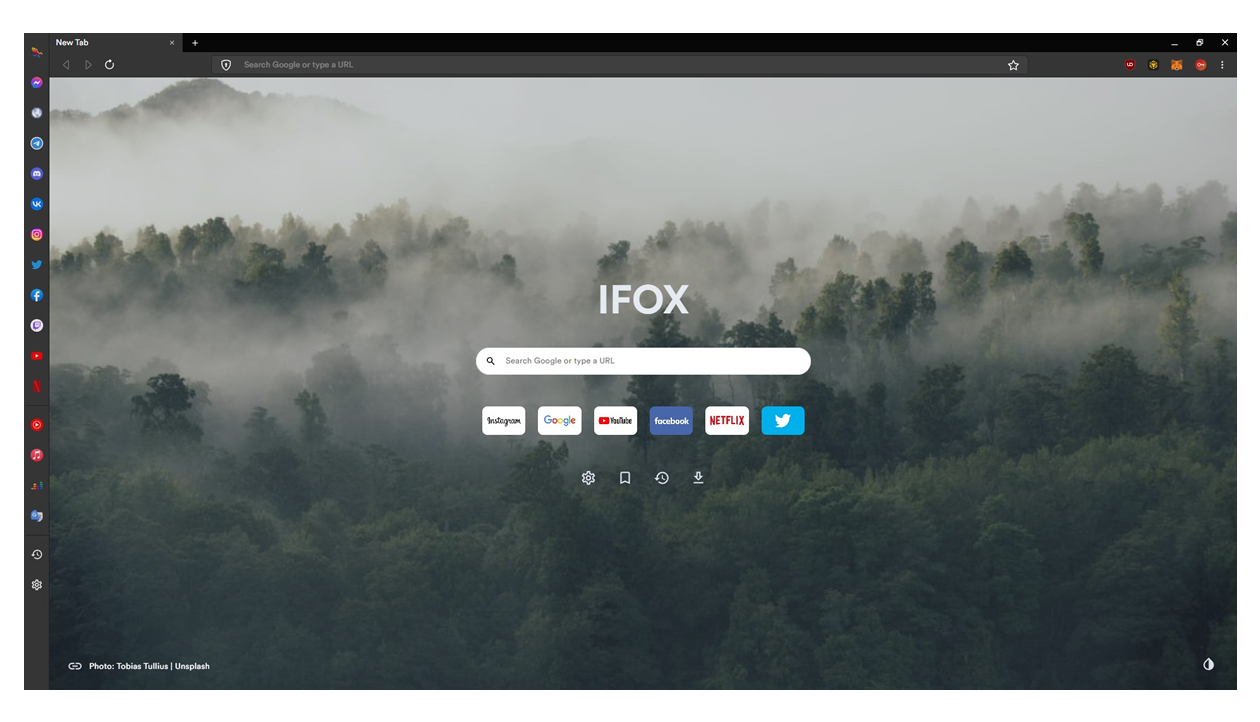 New Tab
Search Google or type a URL
IFOX
Search Google or type a URL
Instagram
Google
YouTube
facebook
NETFLIX
Photo: Tobias Tullius | Unsplash